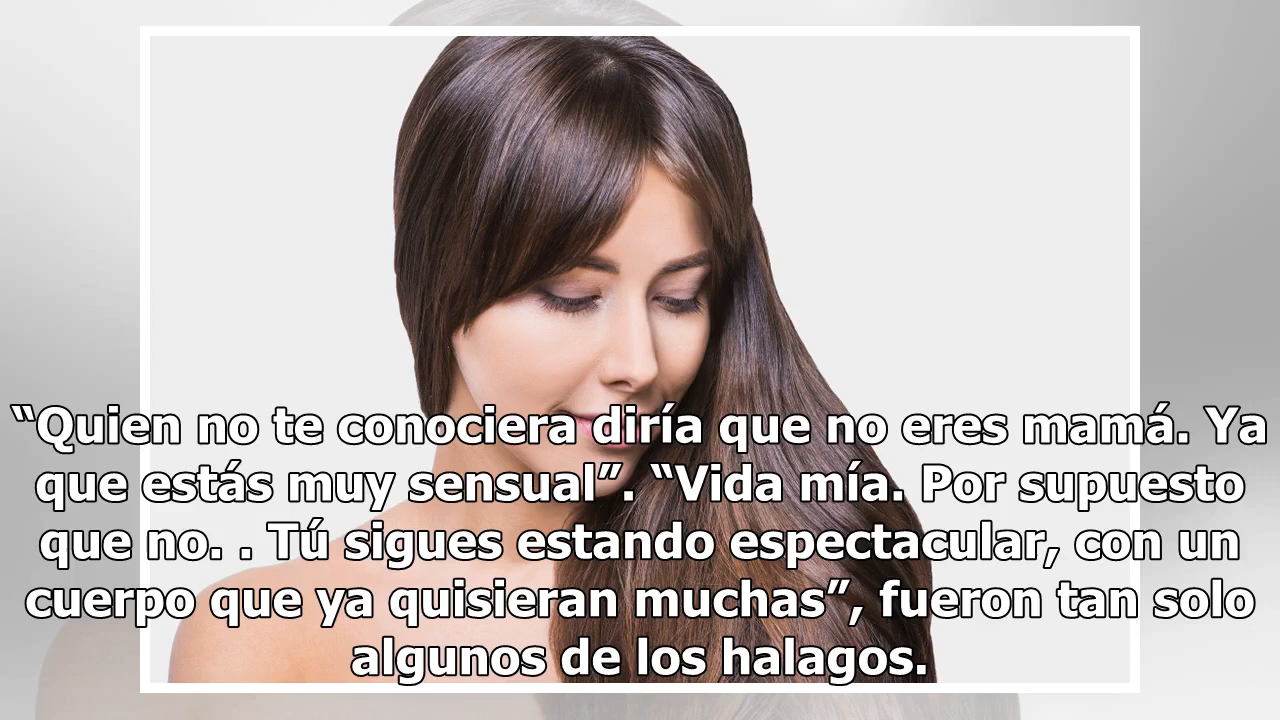 “Quien no te conociera diría que no eres mamá. Ya
que estás muy sensual”. “Vida mía. Por supuesto
que no. . Tú sigues estando espectacular, con un
cuerpo que ya quisieran muchas”, fueron tan solo
algunos de los halagos.